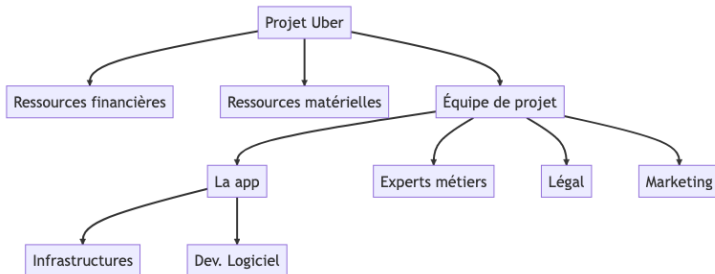 Projet Uber
Ressources financières
Ressources matérielles
Équipe de projet
La app
Experts métiers
Légal
Marketing
Infrastructures
Dev. Logiciel